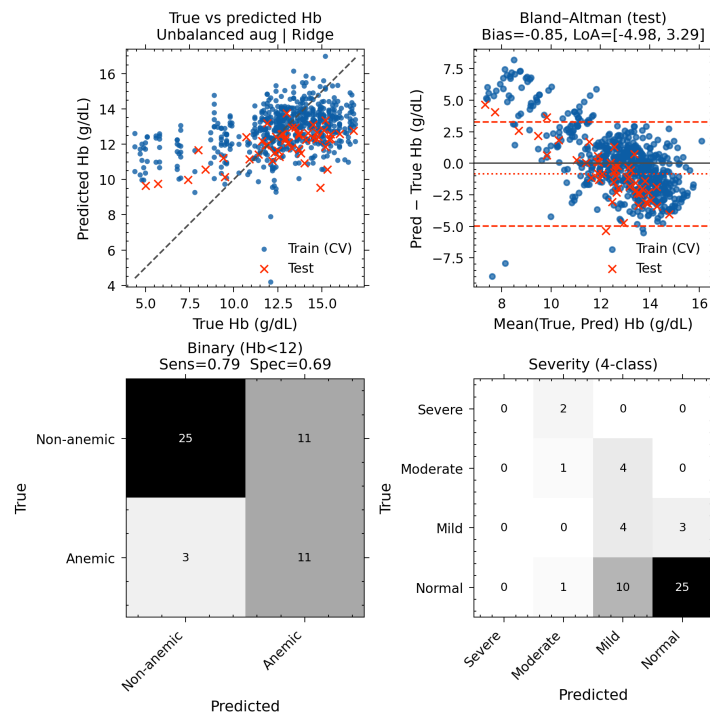 True vs predicted Hb
Unbalanced aug | Ridge
16
14
12
10
8
6
4
Predicted Hb (g/dL)
5.0 7.5 10.0 12.5 15.0
True Hb (g/dL)
Train (CV)
Test
Bland–Altman (test)
Bias=-0.85, LoA=[-4.98, 3.29]
7.5
5.0
2.5
0.0
−2.5
−5.0
−7.5
Pred − True Hb (g/dL)
8 10 12 14 16
Mean(True, Pred) Hb (g/dL)
Train (CV)
Test
Binary (Hb<12)
Sens=0.79 Spec=0.69
True
Non-anemic 25 11
Anemic 3 11
Non-anemic Anemic
Predicted
Severity (4-class)
True
Severe 0 2 0 0
Moderate 0 1 4 0
Mild 0 0 4 3
Normal 0 1 10 25
Severe Moderate Mild Normal
Predicted